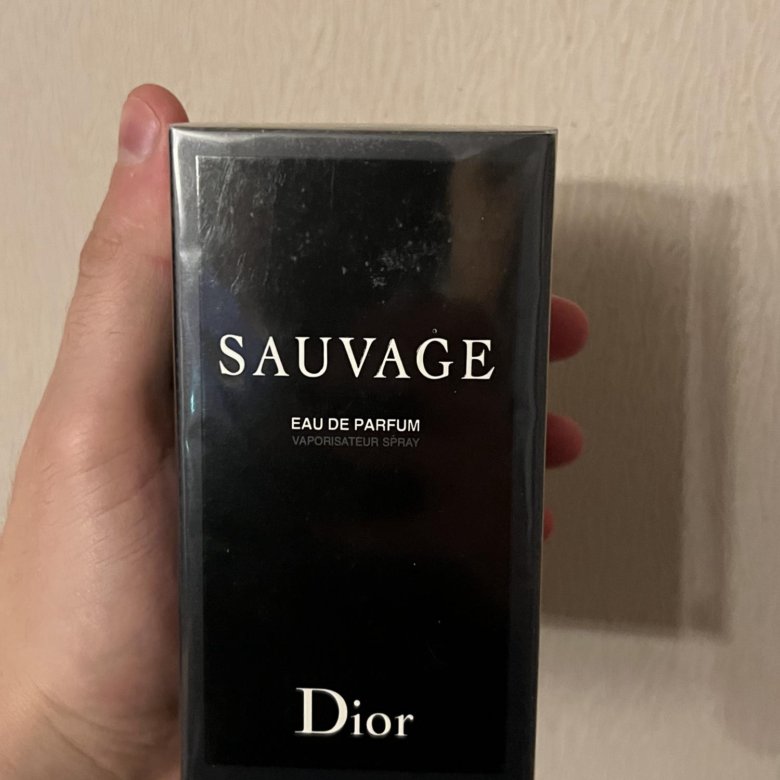 SAUVAGE
EAU DE PARFUM
VAPORISATEUR SPRAY
Dior